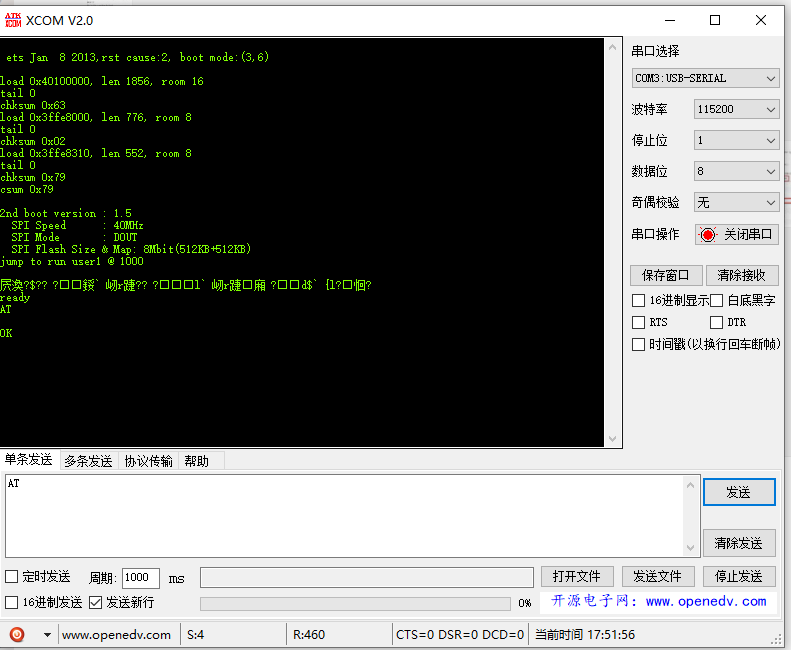 ATK XCOM XCOM V2.0
ets Jan  8 2013,rst cause:2, boot mode:(3,6)
load 0x40100000, len 1856, room 16
tail 0
chksum 0x63
load 0x3ffe8000, len 776, room 8
tail 0
chksum 0x02
load 0x3ffe8310, len 552, room 8
tail 0
chksum 0x79
csum 0x79
2nd boot version : 1.5
SPI Speed      : 40MHz
SPI Mode       : DOUT
SPI Flash Size & Map: 8Mbit(512KB+512KB)
jump to run user1 @ 1000
ready
AT
OK
串口选择
COM3:USB-SERIAL
波特率 115200
停止位 1
数据位 8
奇偶校验 无
串口操作 关闭串口
保存窗口 清除接收
16进制显示 白底黑字
RTS DTR
时间戳(以换行回车断帧)
单条发送 多条发送 协议传输 帮助
AT
发送
清除发送
定时发送 周期: 1000 ms 打开文件 发送文件 停止发送
16进制发送 发送新行 0% 开源电子网：www.openedv.com
www.openedv.com S:4 R:460 CTS=0 DSR=0 DCD=0 当前时间 17:51:56